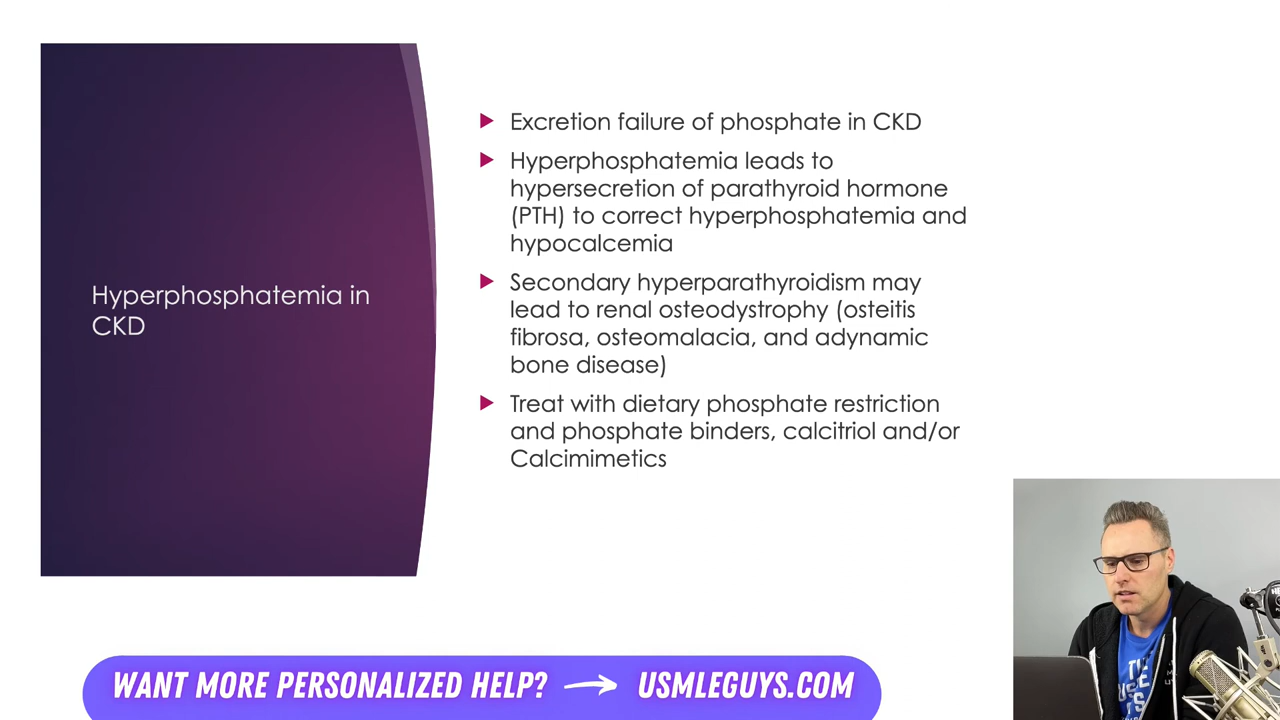 Hyperphosphatemia in
CKD
Excretion failure of phosphate in CKD
Hyperphosphatemia leads to
hypersecretion of parathyroid hormone
(PTH) to correct hyperphosphatemia and
hypocalcemia
Secondary hyperparathyroidism may
lead to renal osteodystrophy (osteitis
fibrosa, osteomalacia, and adynamic
bone disease)
Treat with dietary phosphate restriction
and phosphate binders, calcitriol and/or
Calcimimetics
WANT MORE PERSONALIZED HELP? → USMLEGUYS.COM